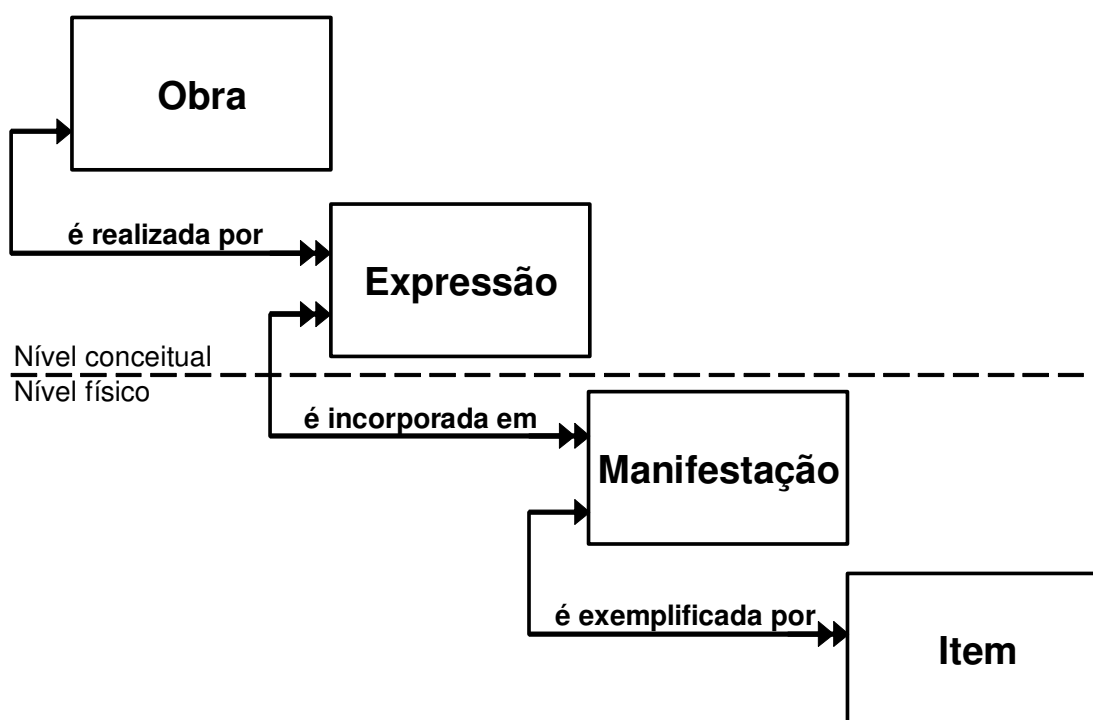 Obra
é realizada por
Expressão
Nível conceitual
Nível físico
é incorporada em
Manifestação
é exemplificada por
Item